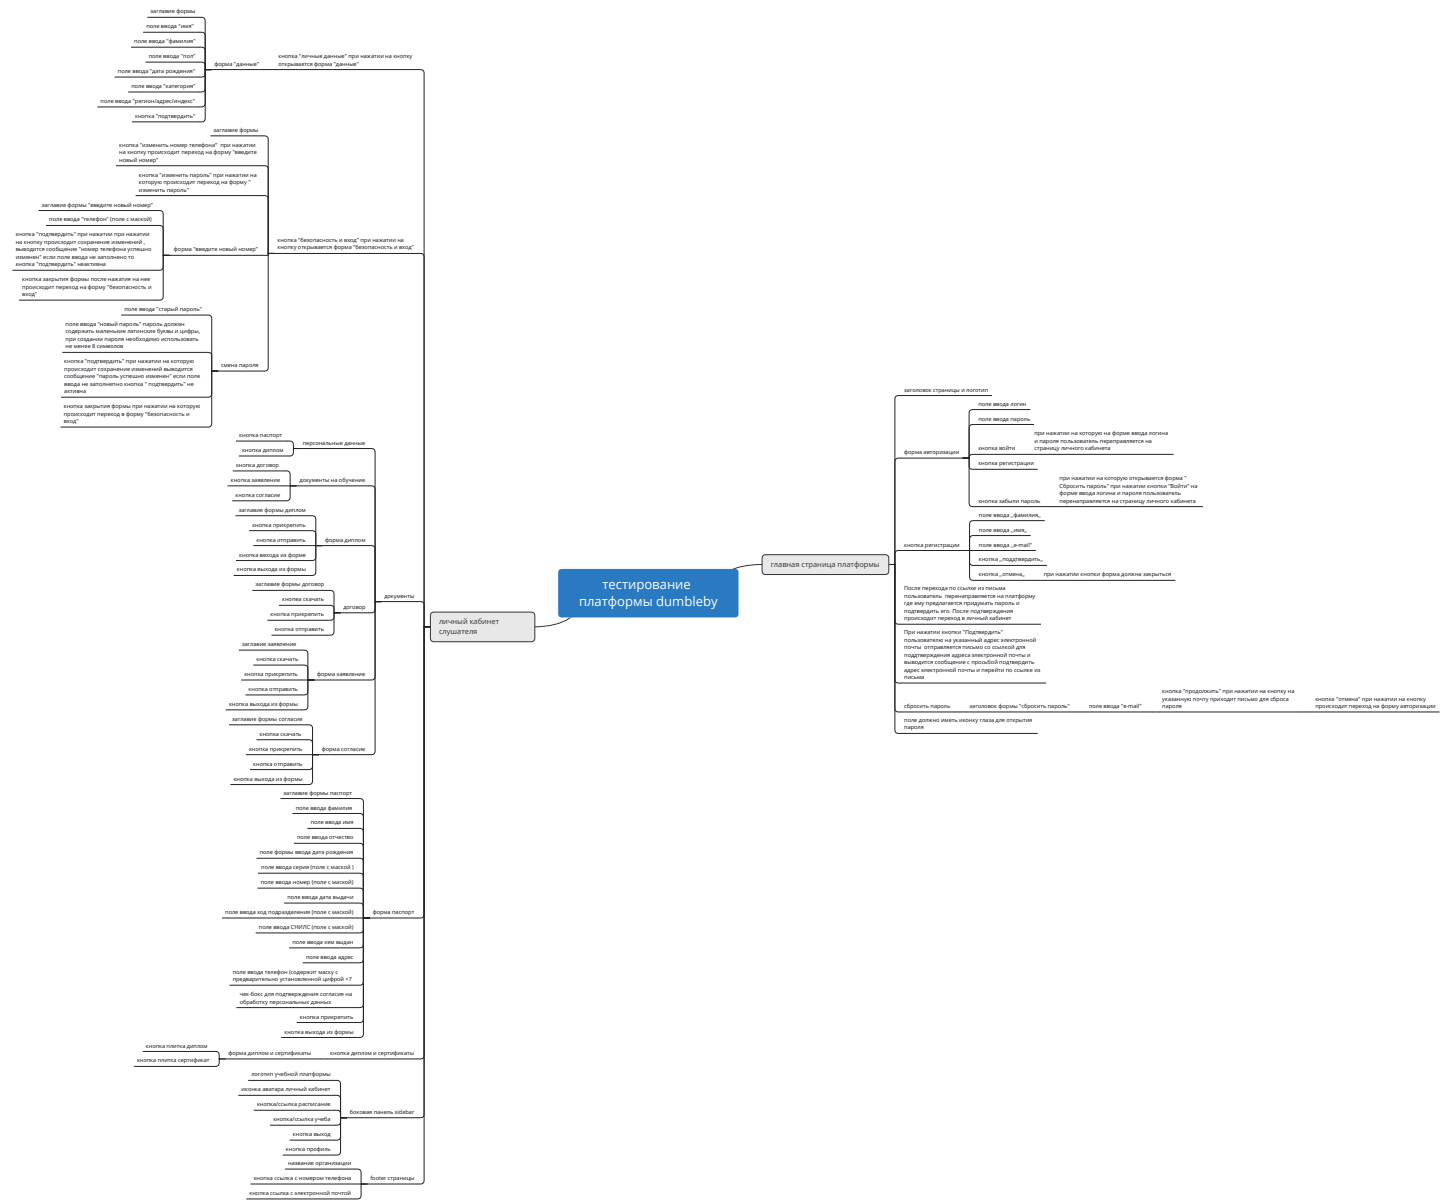 тестирование
платформы dumbleby
главная страница платформы
заголовок страницы и логотип
форма авторизации
поле ввода логин
поле ввода пароль
кнопка войти
при нажатии на которую на форме ввода логина
и пароля пользователь переправляется на
страницу личного кабинета
кнопка регистрации
кнопка забыли пароль
при нажатии на которую открывается форма "
Сбросить пароль" при нажатии кнопки "Войти" на
форме ввода логина и пароля пользователь
перенаправляется на страницу личного кабинета
кнопка регистрации
поле ввода ,,фамилия,,
поле ввода ,,имя,,
поле ввода ,,e-mail"
кнопка ,,поддтвердить,,
кнопка ,,отмена,,
при нажатии кнопки форма должна закрыться
После перехода по ссылке из письма
пользователь перенаправляется на платформу
где ему предлагается придумать пароль и
подтвердить его. После подтверждения
происходит переход в личный кабинет
При нажатии кнопки "Подтвердить"
пользователю на указанный адрес электронной
почты отправляется письмо со ссылкой для
поддтверждения адреса электронной почты и
выводится сообщение с просьбой подтвердить
адрес электронной почты и перейти по ссылке из
письма
сбросить пароль
заголовок формы "сбросить пароль"
поле ввода "e-mail"
кнопка "продолжить" при нажатии на кнопку на
указанную почту приходит письмо для сброса
пароля
кнопка "отмена" при нажатии на кнопку
происходит переход на форму авторизации
поле должно иметь иконку глаза для открытия
пароля
личный кабинет
слушателя
кнопка "личные данные" при нажатии на кнопку
открывается форма "данные"
форма "данные"
заглавие формы
поле ввода "имя"
поле ввода "фамилия"
поле ввода "пол"
поле ввода "дата рождения"
поле ввода "категория"
поле ввода "регион/адрес/индекс"
кнопка "подтвердить"
кнопка "безопасность и вход" при нажатии на
кнопку открывается форма "безопасность и вход"
заглавие формы
кнопка "изменить номер телефона" при нажатии
на кнопку происходит переход на форму "введите
новый номер"
кнопка "изменить пароль" при нажатии на
которую происходит переход на форму "
изменить пароль"
форма "введите новый номер"
заглавие формы "введите новый номер"
поле ввода "телефон" (поле с маской)
кнопка "подтвердить" при нажатии при нажатии
на кнопку происходит сохранение изменений ,
выводится сообщение "номер телефона успешно
изменен" если поле ввода не заполнено то
кнопка "подтвердить" неактивна
кнопка закрытия формы после нажатия на нее
происходит переход на форму "безопасность и
вход"
смена пароля
поле ввода "старый пароль"
поле ввода "новый пароль" пароль должен
содержать маленькие латинские буквы и цифры,
при создании пароля необходимо использовать
не менее 8 символов
кнопка "подтвердить" при нажатии на которую
происходит сохранение изменений выводится
сообщение "пароль успешно изменен" если поле
ввода не заполнетно кнопка " подтвердить" не
активна
кнопка закрытия формы при нажатии на которую
происходит переход в форму "безопасность и
вход"
документы
персональные данные
кнопка паспорт
кнопка диплом
документы на обучение
кнопка договор
кнопка заявление
кнопка согласие
форма диплом
заглавие формы диплом
кнопка прикрепить
кнопка отправить
кнопка вехода из форме
кнопка выхода из формы
договор
заглавие формы договор
кнопка скачать
кнопка прикрепить
кнопка отправить
форма заявление
заглавие заявление
кнопка скачать
кнопка прикрепить
кнопка отправить
кнопка выхода из формы
форма согласие
заглавие формы согласие
кнопка скачать
кнопка прикрепить
кнопка отправить
кнопка выхода из формы
форма паспорт
заглавие формы паспорт
поле ввода фамилия
поле ввода имя
поле ввода отчество
поле формы ввода дата рождения
поле ввода серия (поле с маской )
поле ввода номер (поле с маской)
поле ввода дата выдачи
поле ввода код подразделения (поле с маской)
поле ввода СНИЛС (поле с маской)
поле ввода кем выдан
поле ввода адрес
поле ввода телефон (содержит маску с
предварительно установленной цифрой +7
чек-бокс для подтверждения согласия на
обработку персональных данных
кнопка прикрепить
кнопка выхода из формы
кнопка диплом и сертификаты
форма диплом и сертификаты
кнопка плитка диплом
кнопка плитка сертификат
боковая панель sidebar
логотип учебной платформы
иконка аватара личный кабинет
кнопка/ссылка расписание
кнопка/ссылка учеба
кнопка выход
кнопка профиль
footer страницы
названия организации
кнопка ссылка с номером телефона
кнопка ссылка с электронной почтой